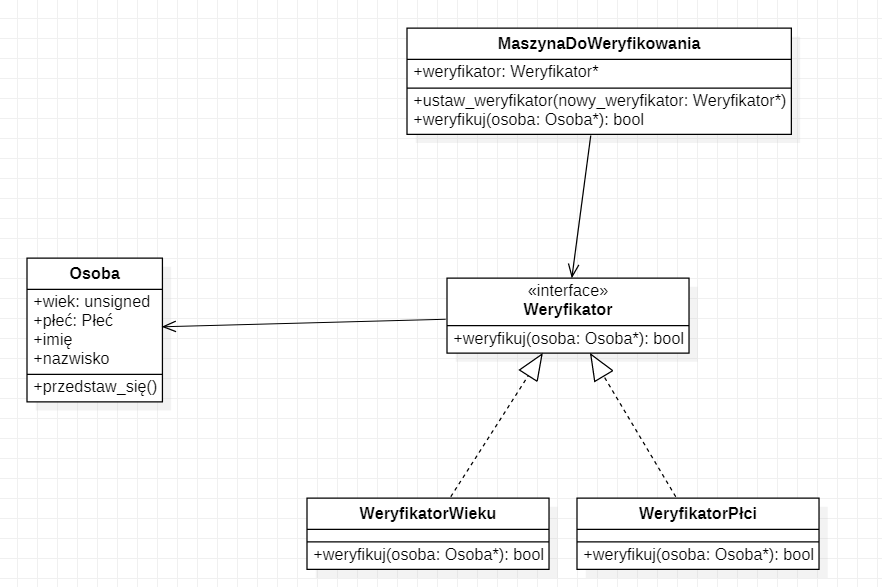 MaszynaDoWeryfikowania
+weryfikator: Weryfikator*
+ustaw_weryfikator(nowy_weryfikator: Weryfikator*)
+weryfikuj(osoba: Osoba*): bool
Osoba
+wiek: unsigned
+płeć: Płeć
+imię
+nazwisko
+przedstaw_się()
«interface»
Weryfikator
+weryfikuj(osoba: Osoba*): bool
WeryfikatorWieku
+weryfikuj(osoba: Osoba*): bool
WeryfikatorPłci
+weryfikuj(osoba: Osoba*): bool